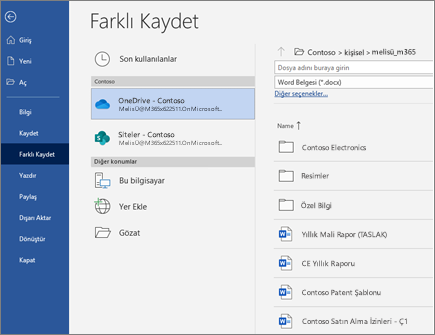 Farklı Kaydet
Giriş
Yeni
Aç
Bilgi
Kaydet
Farklı Kaydet
Yazdır
Paylaş
Dışarı Aktar
Dönüştür
Kapat
Son kullanılanlar
Contoso
OneDrive - Contoso
MelisÜ@M365x622511.OnMicrosoft...
Siteler - Contoso
MelisÜ@M365x622511.OnMicrosoft...
Diğer konumlar
Bu bilgisayar
Yer Ekle
Gözat
Contoso > kişisel > melisü_m365
Dosya adını buraya girin
Word Belgesi (*.docx)
Diğer seçenekler...
Name ↑
Contoso Electronics
Resimler
Özel Bilgi
Yıllık Mali Rapor (TASLAK)
CE Yıllık Raporu
Contoso Patent Şablonu
Contoso Satın Alma İzinleri - Ç1